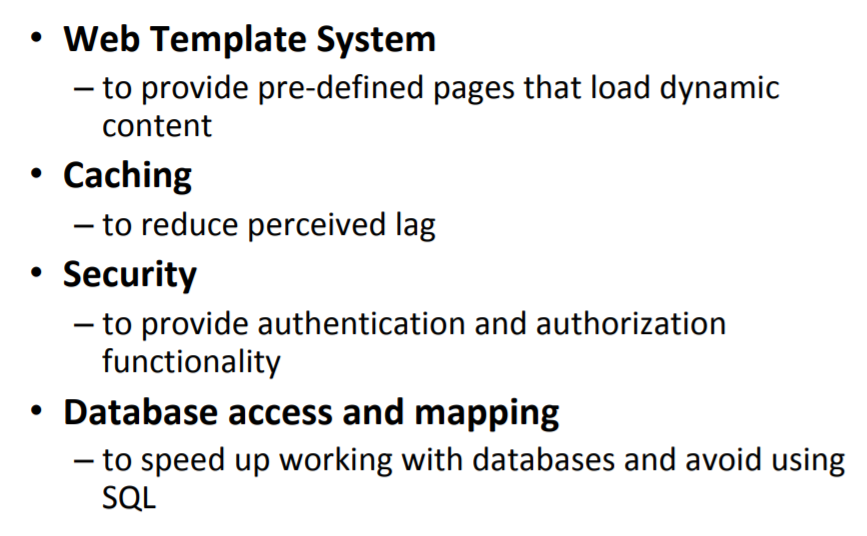 • Web Template System
– to provide pre-defined pages that load dynamic
content
• Caching
– to reduce perceived lag
• Security
– to provide authentication and authorization
functionality
• Database access and mapping
– to speed up working with databases and avoid using
SQL